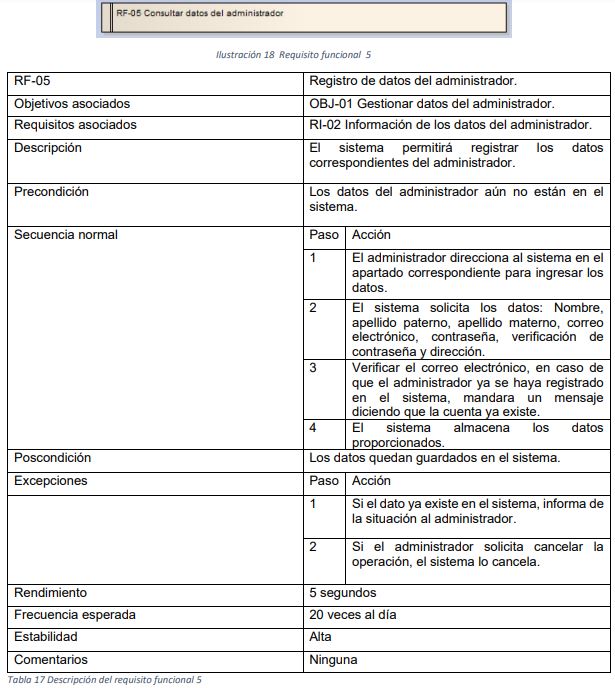 RF-05 Consultar datos del administrador
Ilustración 18 Requisito funcional 5
RF-05 Registro de datos del administrador.
Objetivos asociados OBJ-01 Gestionar datos del administrador.
Requisitos asociados RI-02 Información de los datos del administrador.
Descripción El sistema permitirá registrar los datos
correspondientes del administrador.
Precondición Los datos del administrador aún no están en el
sistema.
Secuencia normal Paso Acción
1 El administrador direcciona al sistema en el
apartado correspondiente para ingresar los
datos.
2 El sistema solicita los datos: Nombre,
apellido paterno, apellido materno, correo
electrónico, contraseña, verificación de
contraseña y dirección.
3 Verificar el correo electrónico, en caso de
que el administrador ya se haya registrado
en el sistema, mandara un mensaje
diciendo que la cuenta ya existe.
4 El sistema almacena los datos
proporcionados.
Poscondición Los datos quedan guardados en el sistema.
Excepciones Paso Acción
1 Si el dato ya existe en el sistema, informa de
la situación al administrador.
2 Si el administrador solicita cancelar la
operación, el sistema lo cancela.
Rendimiento 5 segundos
Frecuencia esperada 20 veces al día
Estabilidad Alta
Comentarios Ninguna
Tabla 17 Descripción del requisito funcional 5